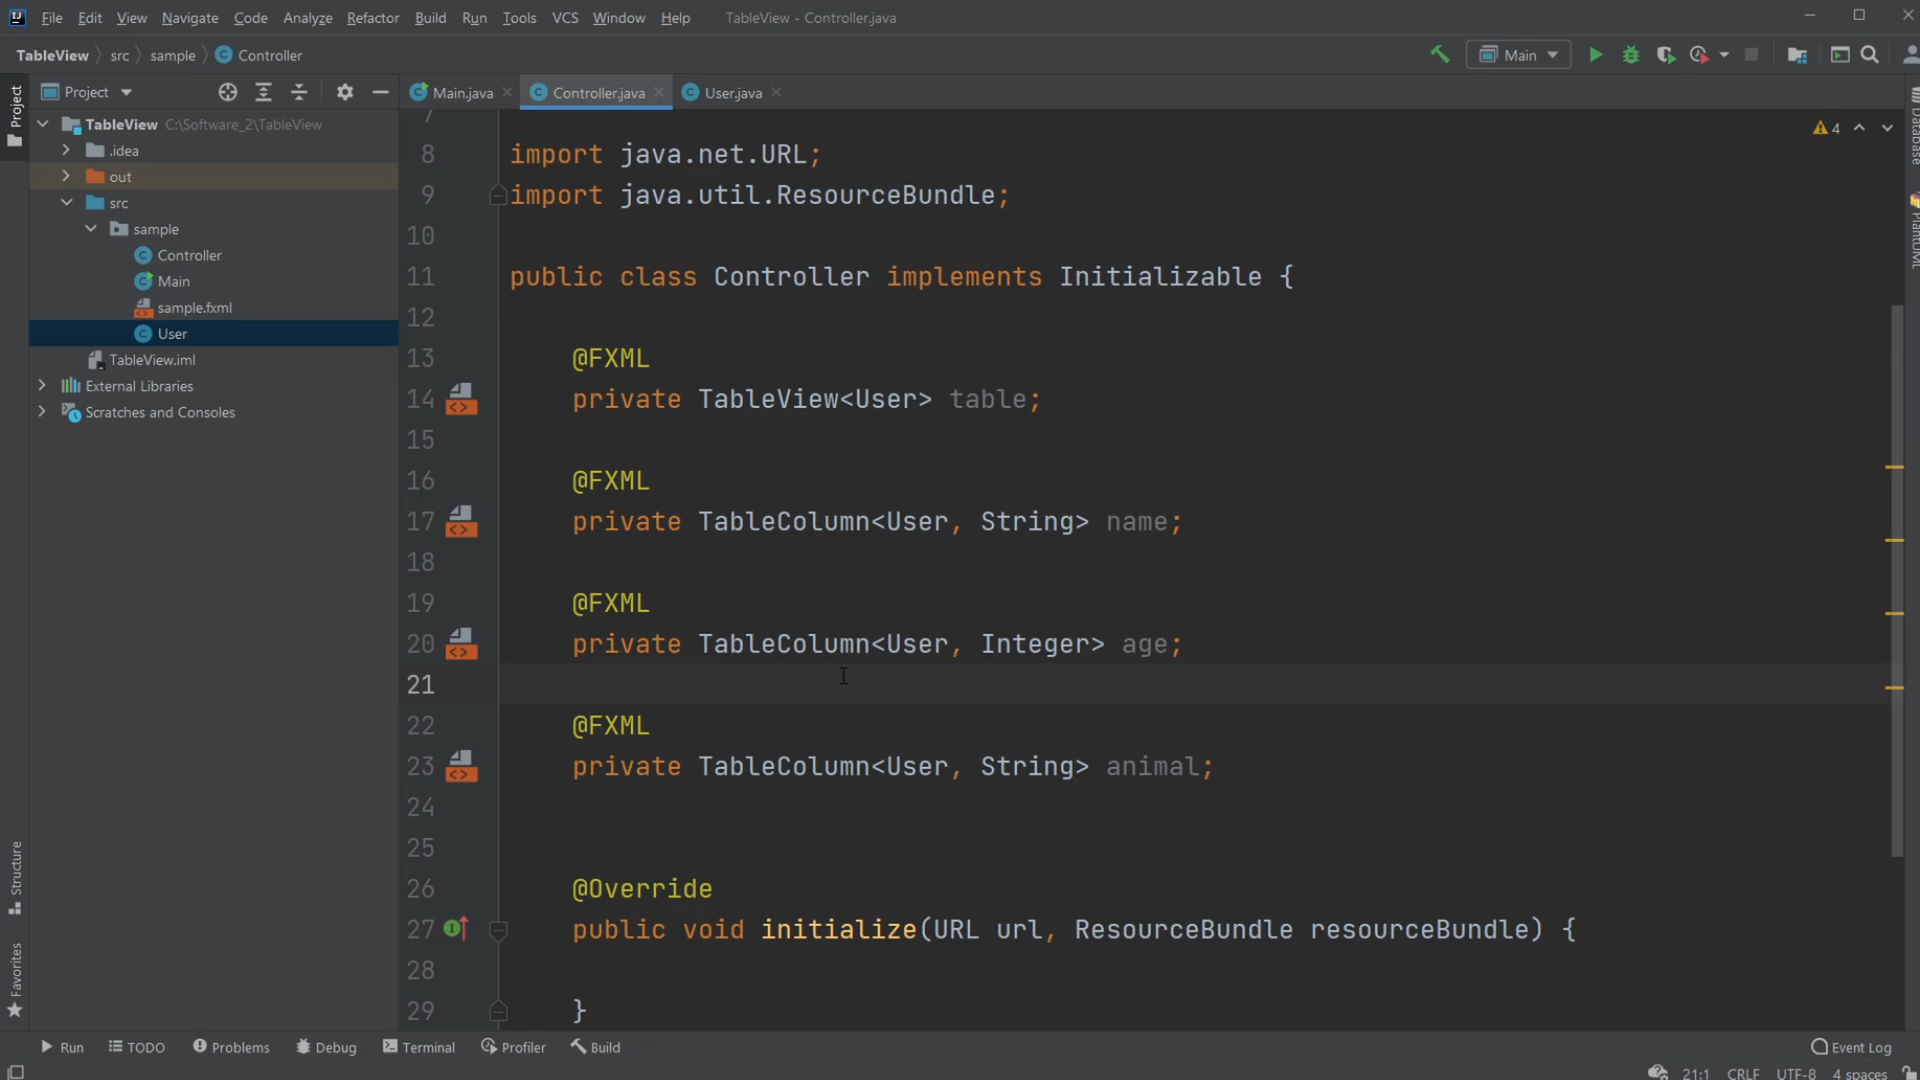 File Edit View Navigate Code Analyze Refactor Build Run Tools VCS Window Help TableView - Controller.java
TableView src sample Controller
Main
Project
Main.java Controller.java User.java
Project
TableView C:\Software_2\TableView
.idea
out
src
sample
Controller
Main
sample.fxml
User
TableView.iml
External Libraries
Scratches and Consoles
Structure
Favorites
4
7
8 import java.net.URL;
9 import java.util.ResourceBundle;
10
11 public class Controller implements Initializable {
12
13 @FXML
14 private TableView<User> table;
15
16 @FXML
17 private TableColumn<User, String> name;
18
19 @FXML
20 private TableColumn<User, Integer> age;
21
22 @FXML
23 private TableColumn<User, String> animal;
24
25
26 @Override
27 public void initialize(URL url, ResourceBundle resourceBundle) {
28
29 }
Database
PlantUML
Run TODO Problems Debug Terminal Profiler Build Event Log
21:1 CRLF UTF-8 4 spaces